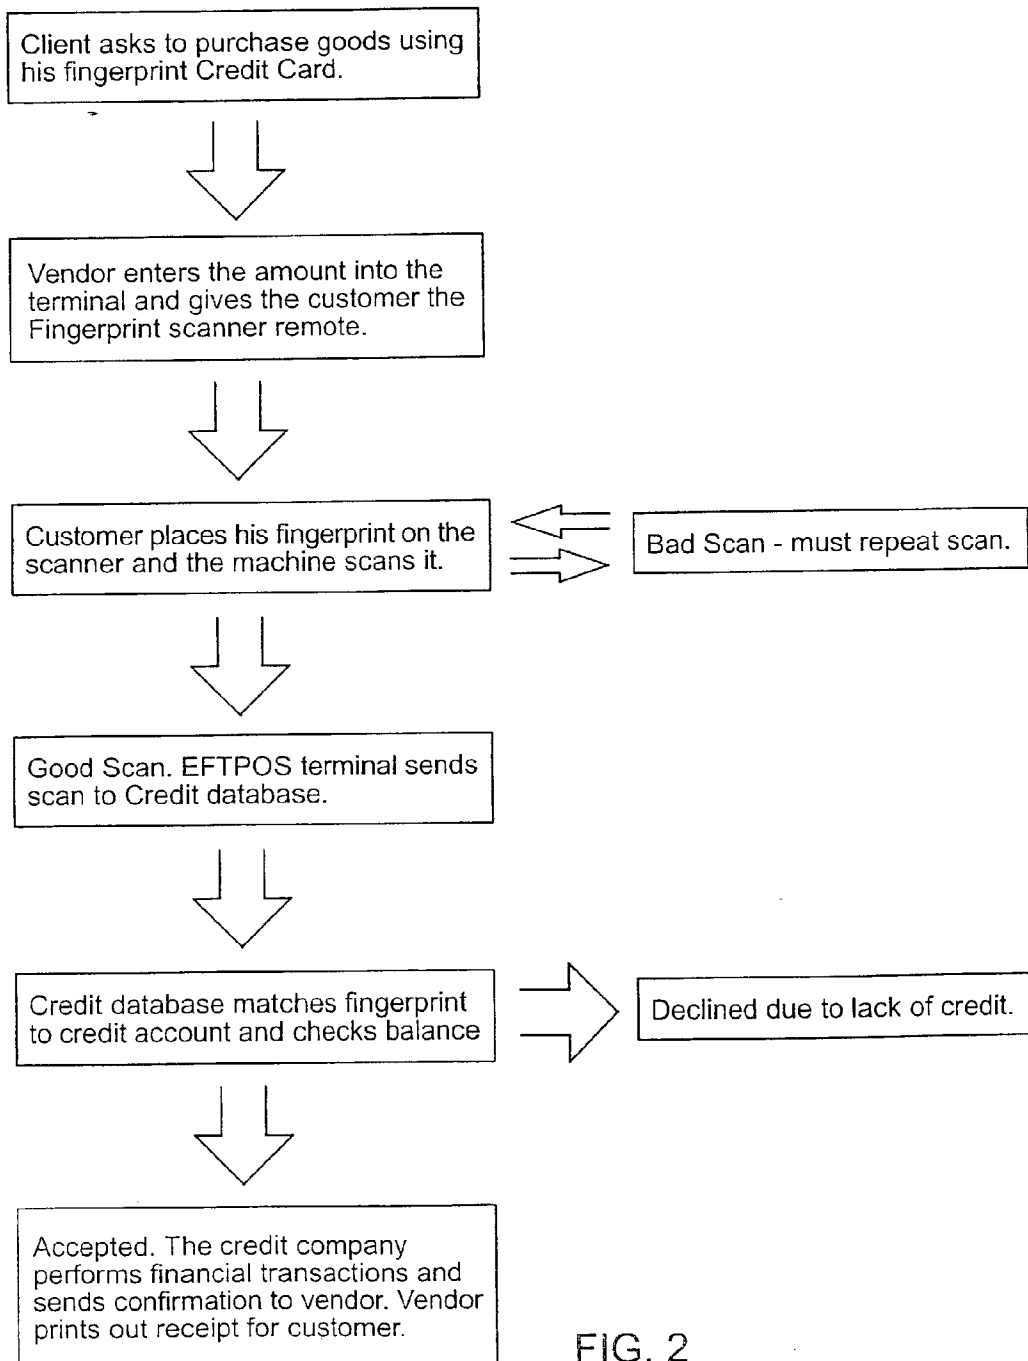 Client asks to purchase goods using
his fingerprint Credit Card.
Vendor enters the amount into the
terminal and gives the customer the
Fingerprint scanner remote.
Customer places his fingerprint on the
scanner and the machine scans it.
Bad Scan - must repeat scan.
Good Scan. EFTPOS terminal sends
scan to Credit database.
Credit database matches fingerprint
to credit account and checks balance
Declined due to lack of credit.
Accepted. The credit company
performs financial transactions and
sends confirmation to vendor. Vendor
prints out receipt for customer.
FIG. 2